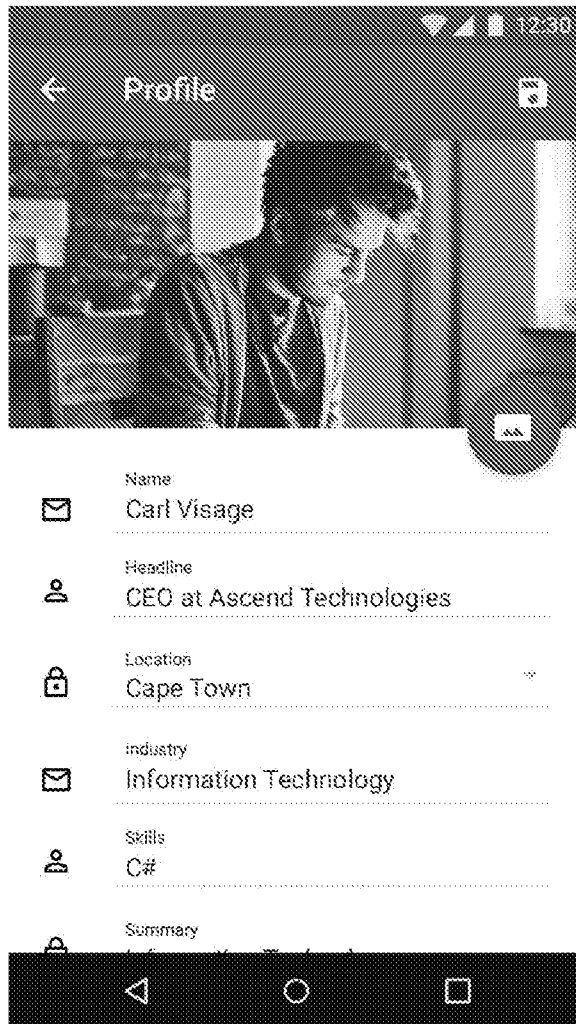 12:30
Profile
Name
Carl Visage
Headline
CEO at Ascend Technologies
Location
Cape Town
Industry
Information Technology
Skills
C#
Summary